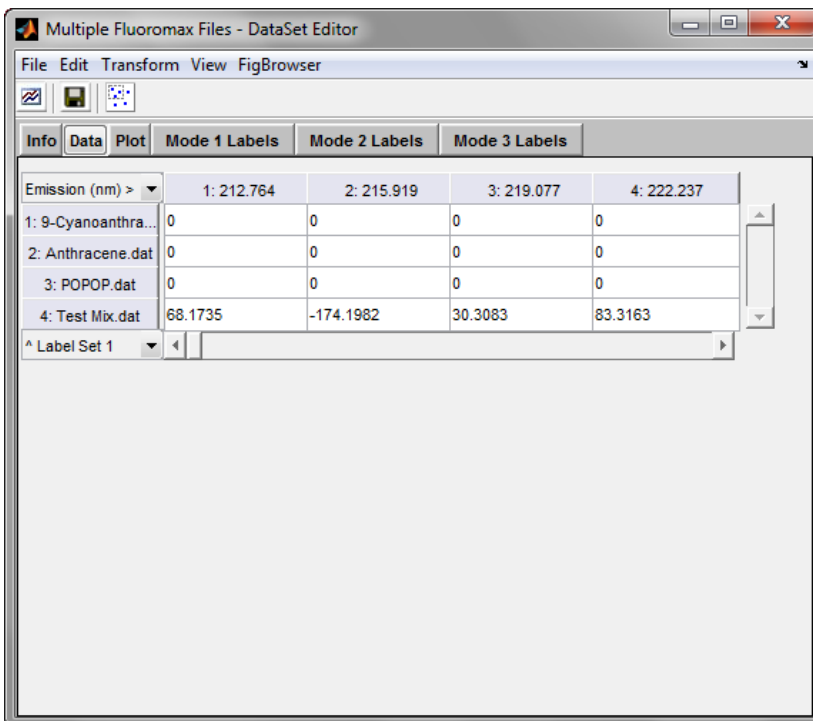 Multiple Fluoromax Files - DataSet Editor
File Edit Transform View FigBrowser
Info Data Plot Mode 1 Labels Mode 2 Labels Mode 3 Labels
Emission (nm) > 1: 212.764 2: 215.919 3: 219.077 4: 222.237
1: 9-Cyanoanthra... 0 0 0 0
2: Anthracene.dat 0 0 0 0
3: POPOP.dat 0 0 0 0
4: Test Mix.dat 68.1735 -174.1982 30.3083 83.3163
^ Label Set 1